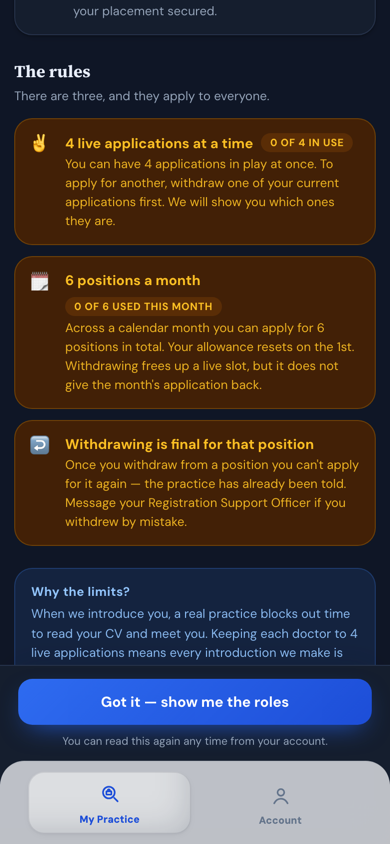 your placement secured.
The rules
There are three, and they apply to everyone.
4 live applications at a time 0 OF 4 IN USE
You can have 4 applications in play at once. To
apply for another, withdraw one of your current
applications first. We will show you which ones
they are.
6 positions a month
0 OF 6 USED THIS MONTH
Across a calendar month you can apply for 6
positions in total. Your allowance resets on the 1st.
Withdrawing frees up a live slot, but it does not
give the month's application back.
Withdrawing is final for that position
Once you withdraw from a position you can't apply
for it again — the practice has already been told.
Message your Registration Support Officer if you
withdrew by mistake.
Why the limits?
When we introduce you, a real practice blocks out time
to read your CV and meet you. Keeping each doctor to 4
live applications means every introduction we make is
Got it — show me the roles
You can read this again any time from your account.
My Practice
Account